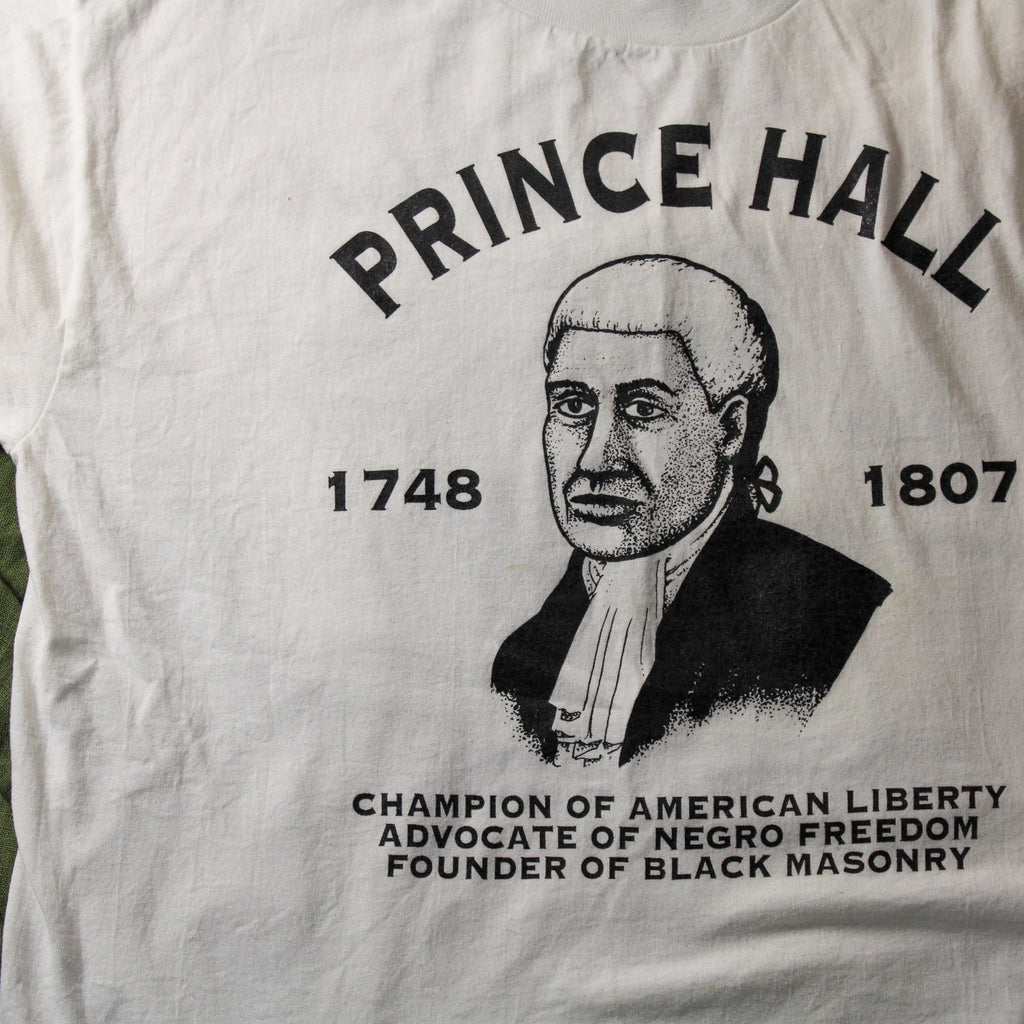 PRINCE HALL
1748 1807
CHAMPION OF AMERICAN LIBERTY
ADVOCATE OF NEGRO FREEDOM
FOUNDER OF BLACK MASONRY